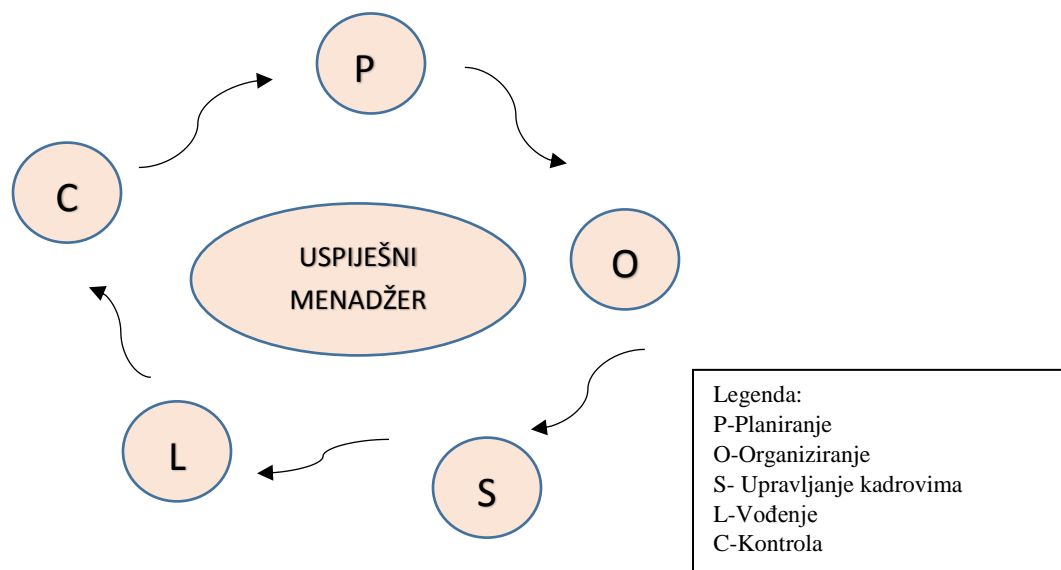 P
C
O
USPIJEŠNI
MENADŽER
L
S
Legenda:
P-Planiranje
O-Organiziranje
S- Upravljanje kadrovima
L-Vođenje
C-Kontrola